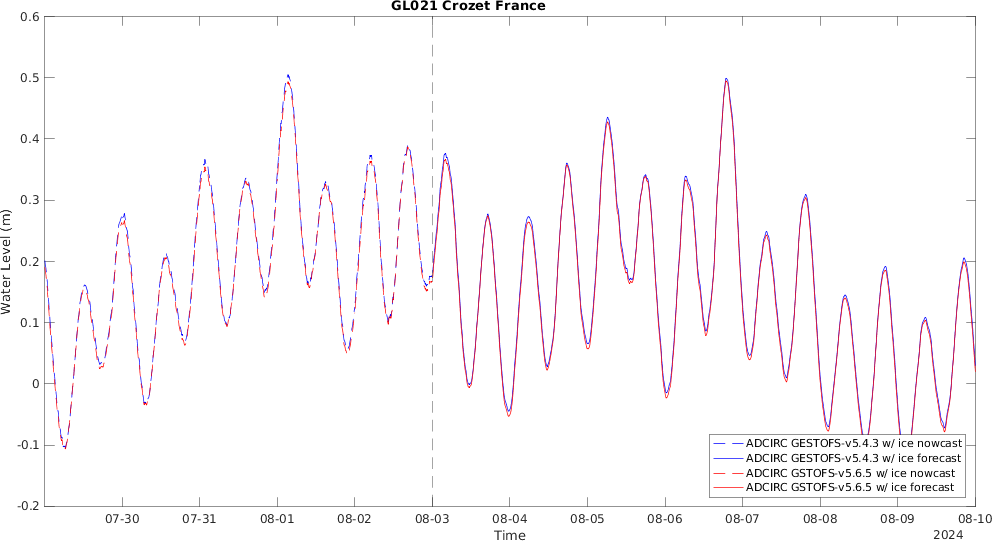 GL021 Crozet France
0.6
0.5
0.4
0.3
0.2
0.1
0
-0.1
-0.2
Water Level (m)
ADCIRC GESTOFS-v5.4.3 w/ ice nowcast
ADCIRC GESTOFS-v5.4.3 w/ ice forecast
ADCIRC GSTOFS-v5.6.5 w/ ice nowcast
ADCIRC GSTOFS-v5.6.5 w/ ice forecast
07-30 07-31 08-01 08-02 08-03 08-04 08-05 08-06 08-07 08-08 08-09 08-10
Time
2024